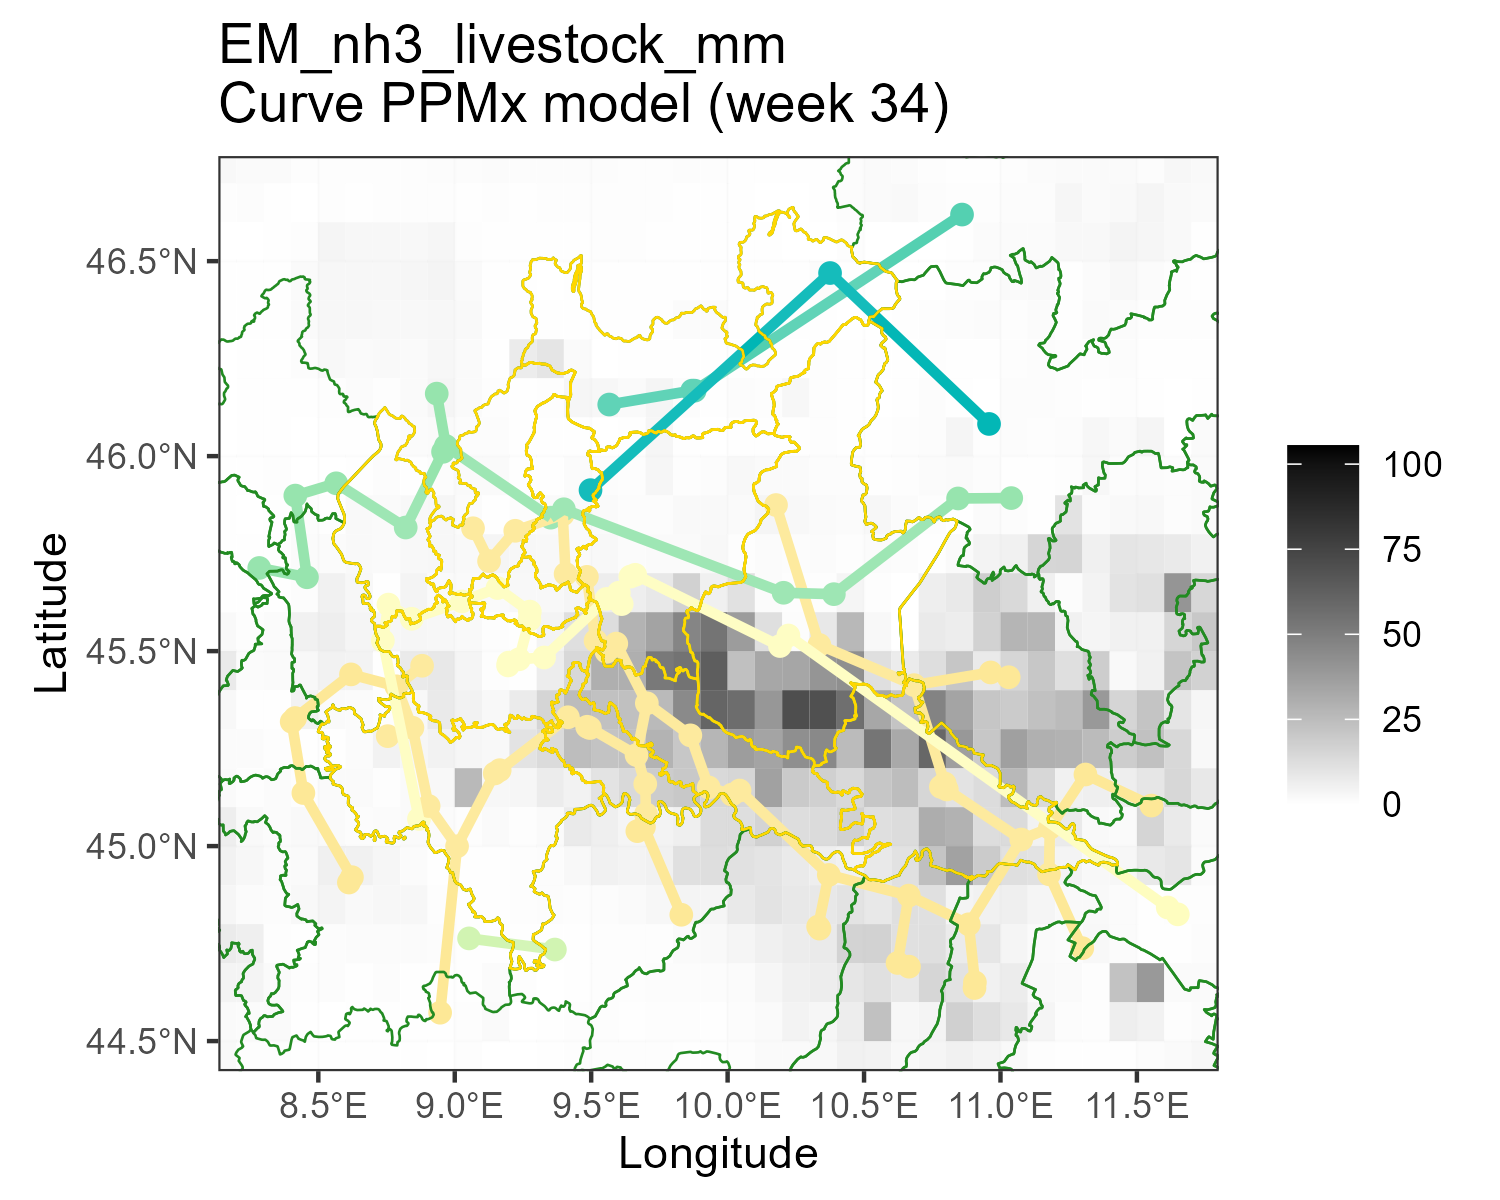 EM_nh3_livestock_mm
Curve PPMx model (week 34)
46.5°N
46.0°N
45.5°N
45.0°N
44.5°N
Latitude
8.5°E
9.0°E
9.5°E
10.0°E
10.5°E
11.0°E
11.5°E
Longitude
100
75
50
25
0